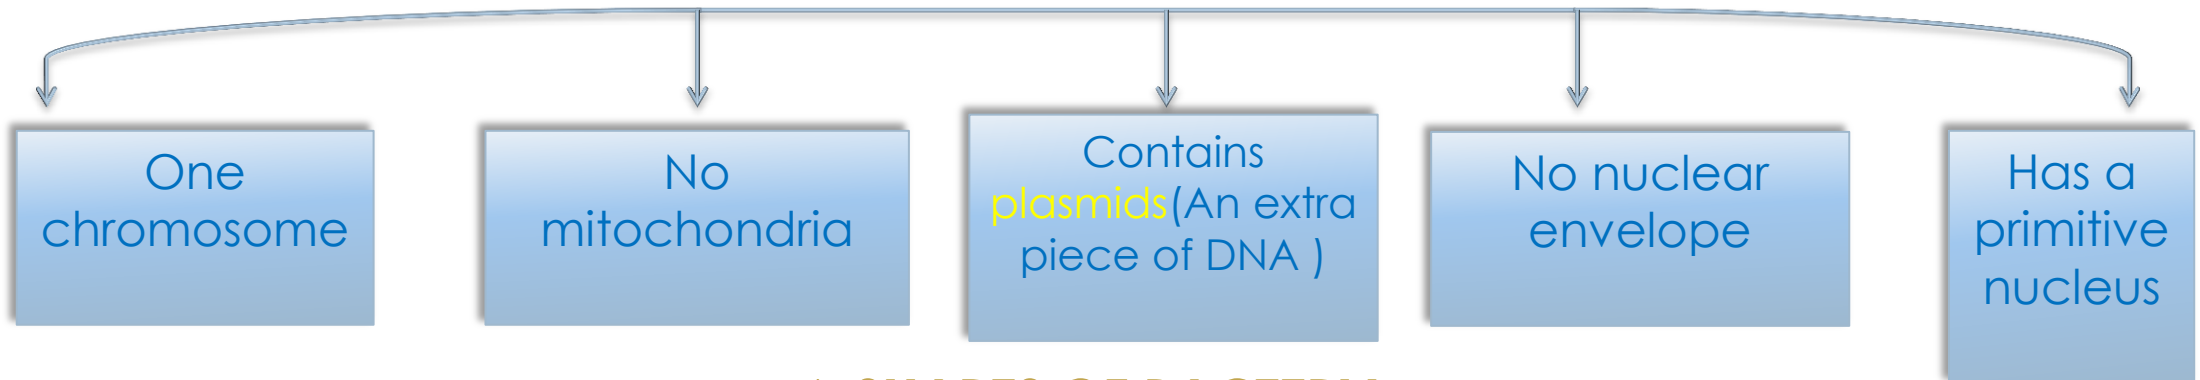 One
chromosome
No
mitochondria
Contains
plasmids(An extra
piece of DNA )
No nuclear
envelope
Has a
primitive
nucleus